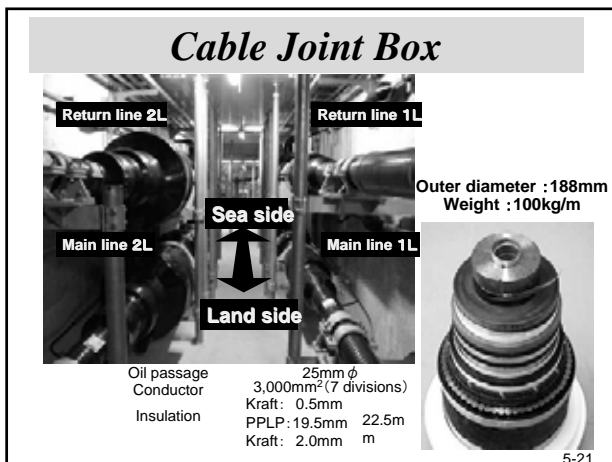 Cable Joint Box
Return line 2L
Return line 1L
Outer diameter :188mm
Weight :100kg/m
Sea side
Main line 2L
Main line 1L
Land side
Oil passage 25mmφ
Conductor 3,000mm²(7 divisions)
Insulation
Kraft: 0.5mm
PPLP:19.5mm 22.5m
Kraft: 2.0mm m
5-21